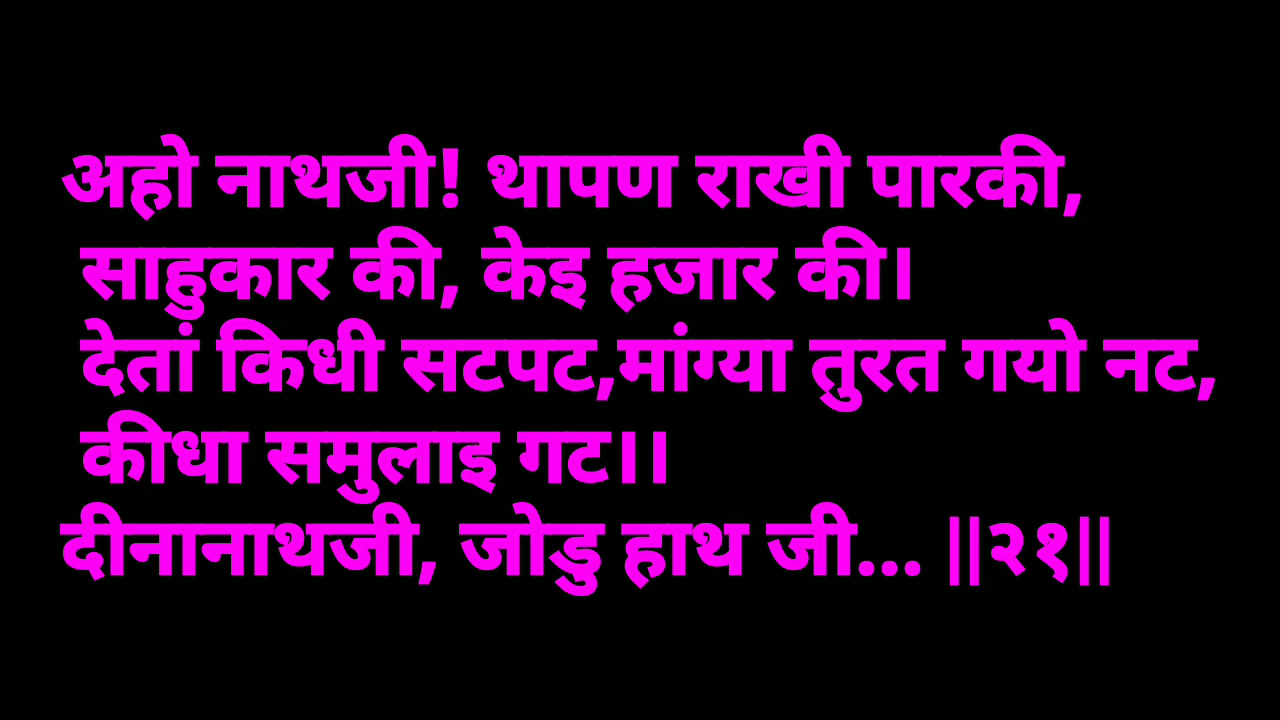 अहो नाथजी! थापण राखी पारकी,
साहुकार की, केइ हजार की।
देतां किधी सटपट,मांग्या तुरत गयो नट,
कीधा समुलाइ गट।।
दीनानाथजी, जोडु हाथ जी... ||२१||